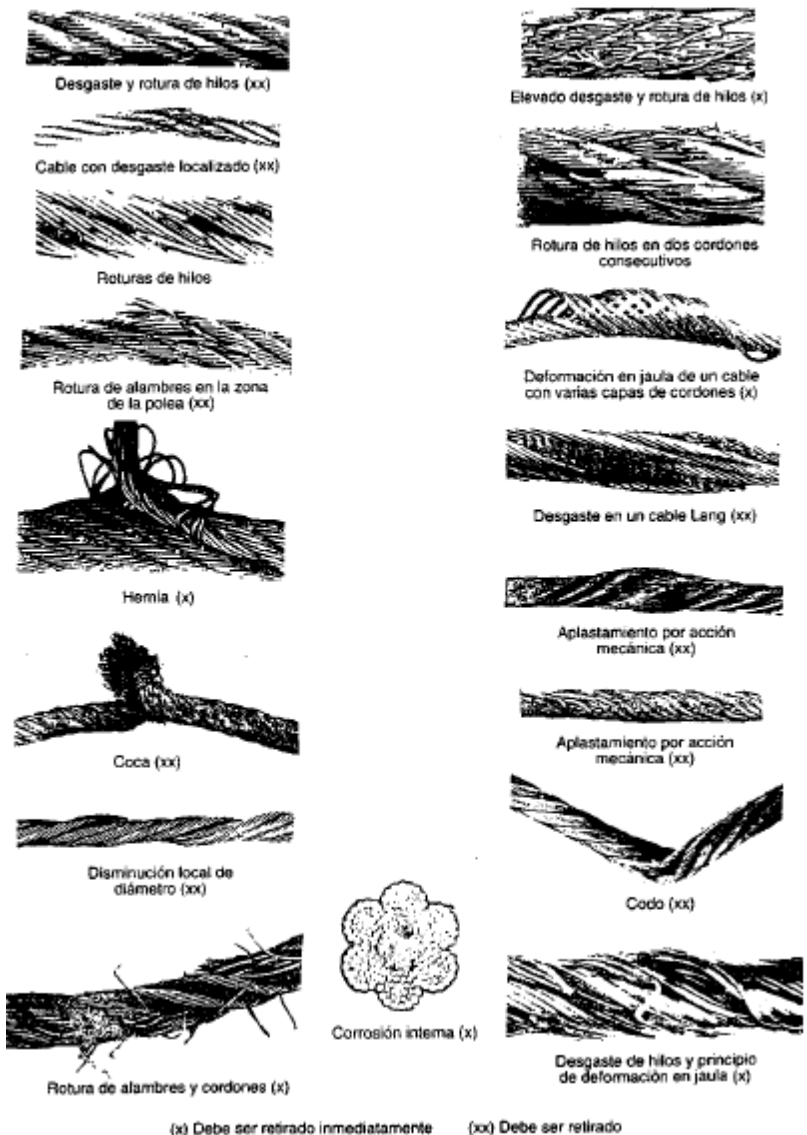 Desgaste y rotura de hilos (xx)
Elevado desgaste y rotura de hilos (x)
Cable con desgaste localizado (xx)
Rotura de hilos en dos cordones
consecutivos
Roturas de hilos
Rotura de alambres en la zona
de la polea (xx)
Deformación en jaula de un cable
con varias capas de cordones (x)
Desgaste en un cable Lang (xx)
Hernia (x)
Aplastamiento por acción
mecánica (xx)
Coca (xx)
Aplastamiento por acción
mecánica (xx)
Disminución local de
diámetro (xx)
Codo (xx)
Corrosión interna (x)
Rotura de alambres y cordones (x)
Desgaste de hilos y principio
de deformación en jaula (x)
(x) Debe ser retirado inmediatamente (xx) Debe ser retirado